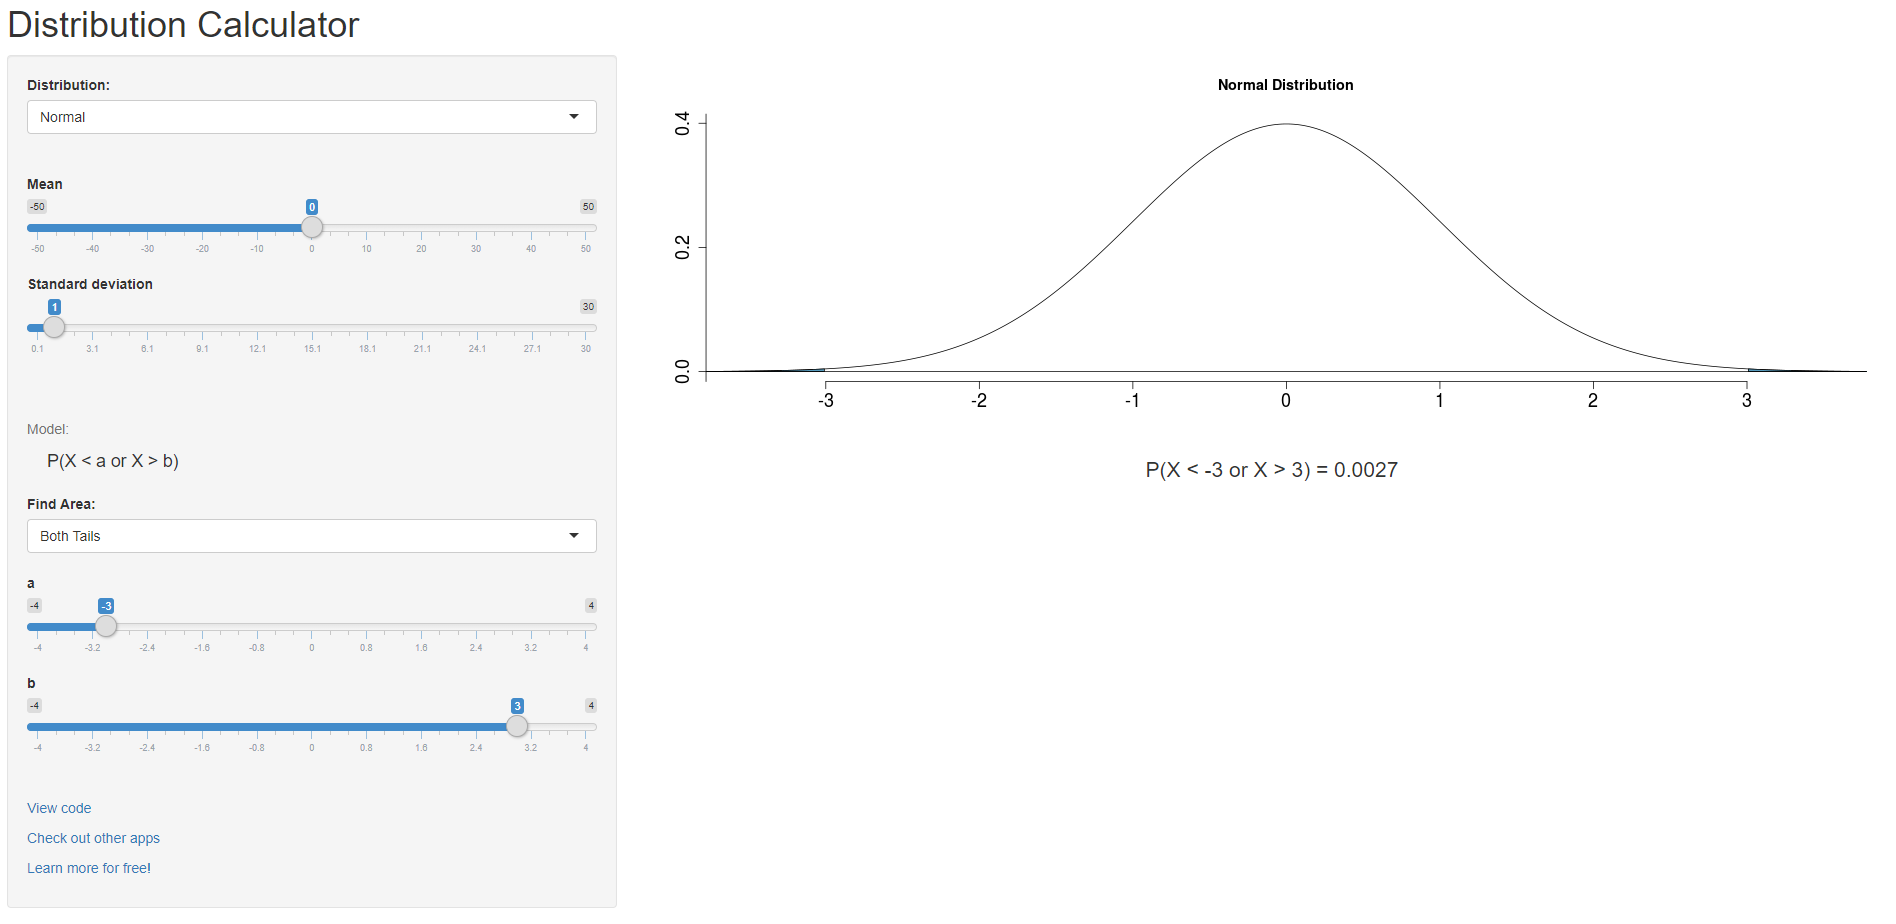 Distribution Calculator
Distribution:
Normal
Mean
-50 0 50
-50 -40 -30 -20 -10 0 10 20 30 40 50
Standard deviation
1 30
0.1 3.1 6.1 9.1 12.1 15.1 18.1 21.1 24.1 27.1 30
Model:
P(X < a or X > b)
Find Area:
Both Tails
a
-4 -3 4
-4 -3.2 -2.4 -1.6 -0.8 0 0.8 1.6 2.4 3.2 4
b
-4 3 4
-4 -3.2 -2.4 -1.6 -0.8 0 0.8 1.6 2.4 3.2 4
View code
Check out other apps
Learn more for free!
Normal Distribution
0.4
0.2
0.0
-3 -2 -1 0 1 2 3
P(X < -3 or X > 3) = 0.0027